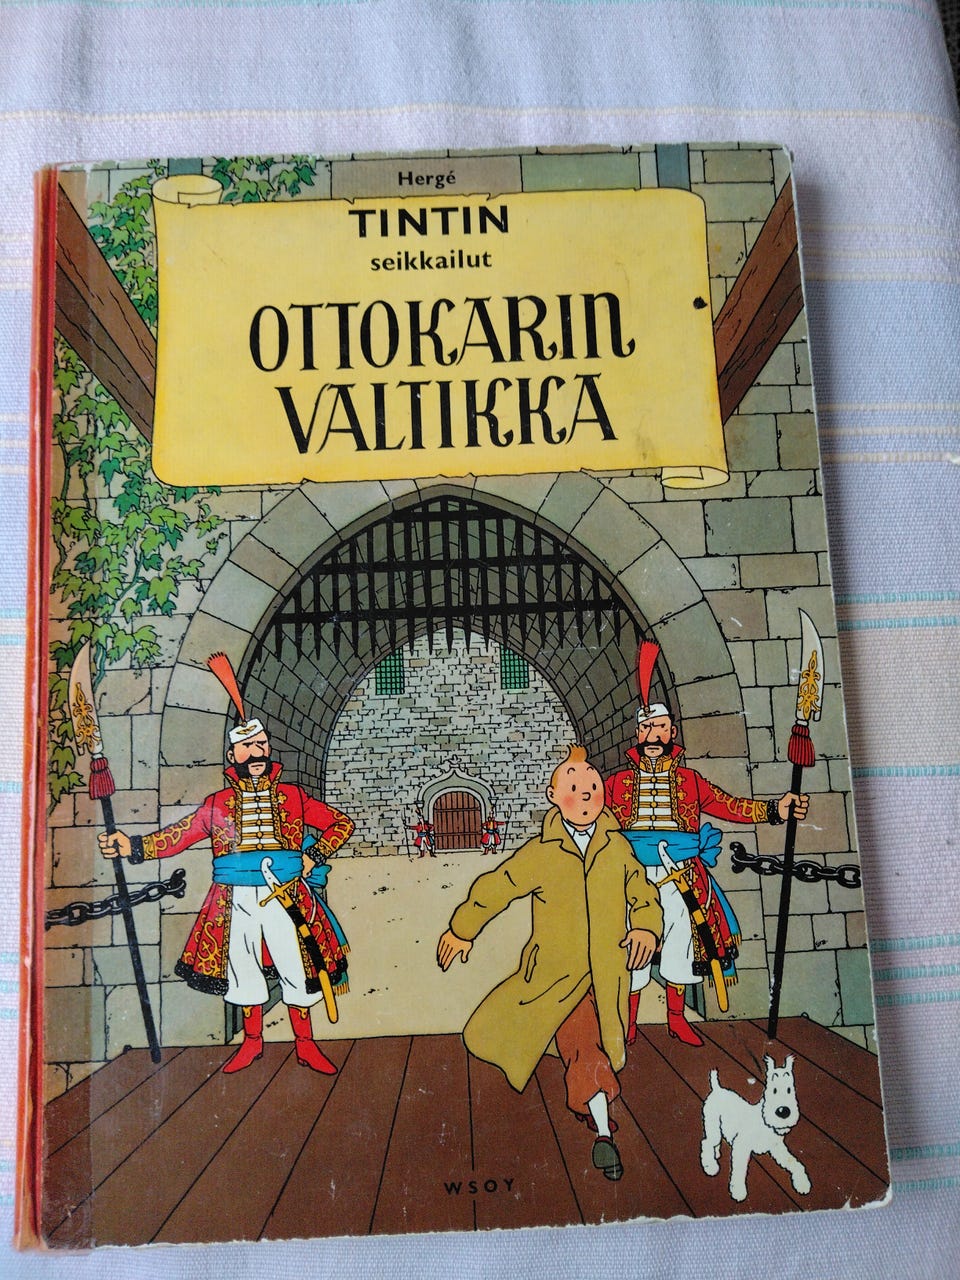 Hergé
TINTIN
seikkailut
OTTOKARIN
VALTIKKA
WSOY